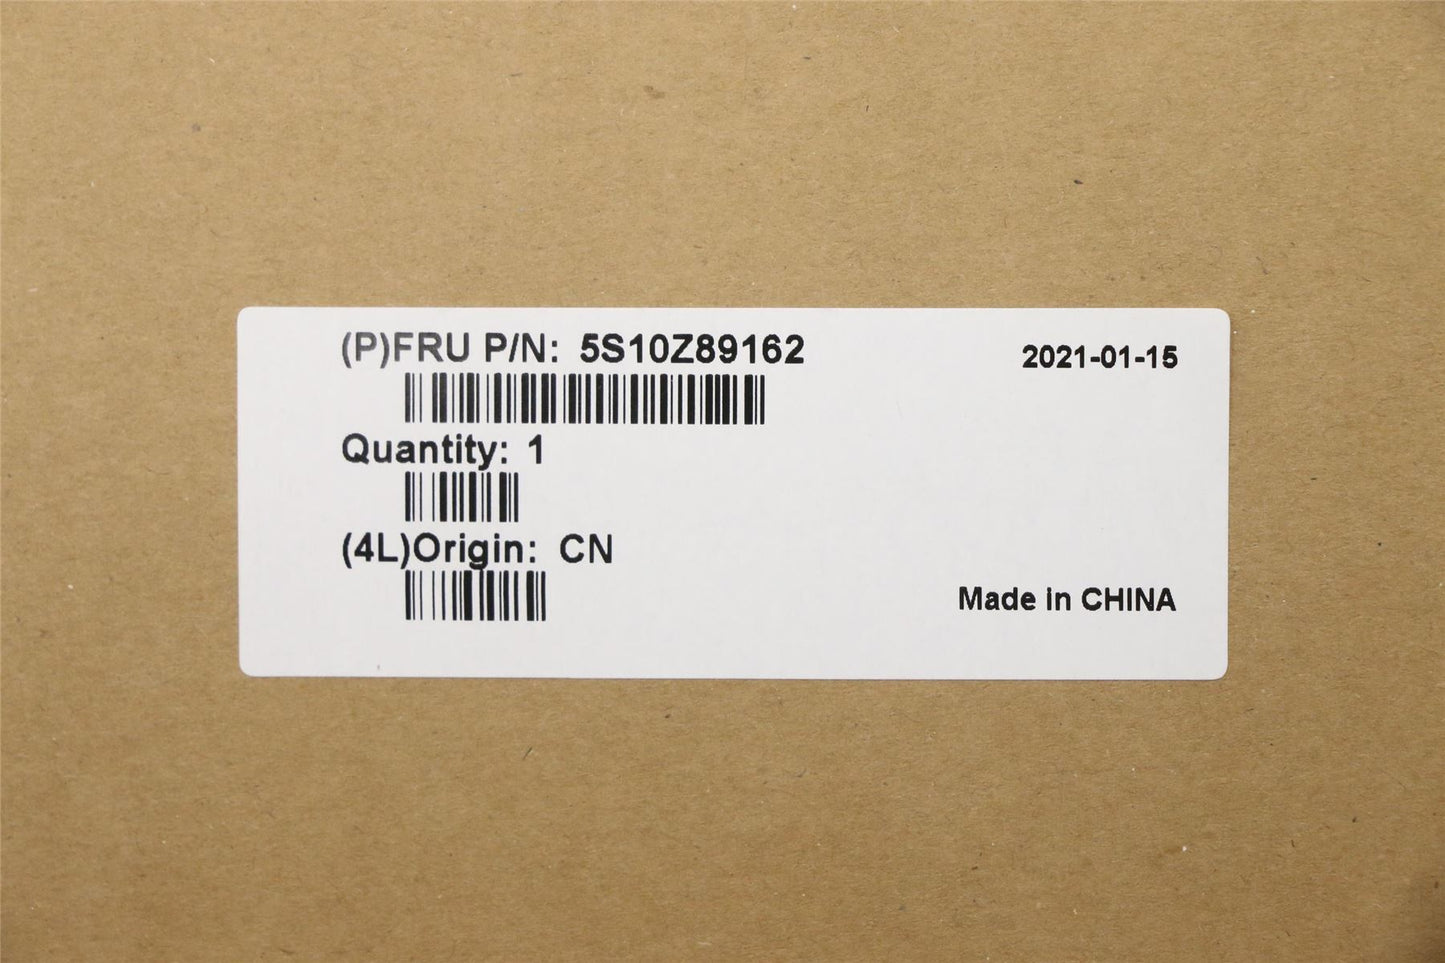 (P)FRU P/N: 5S10Z89162
2021-01-15
Quantity: 1
(4L)Origin: CN
Made in CHINA